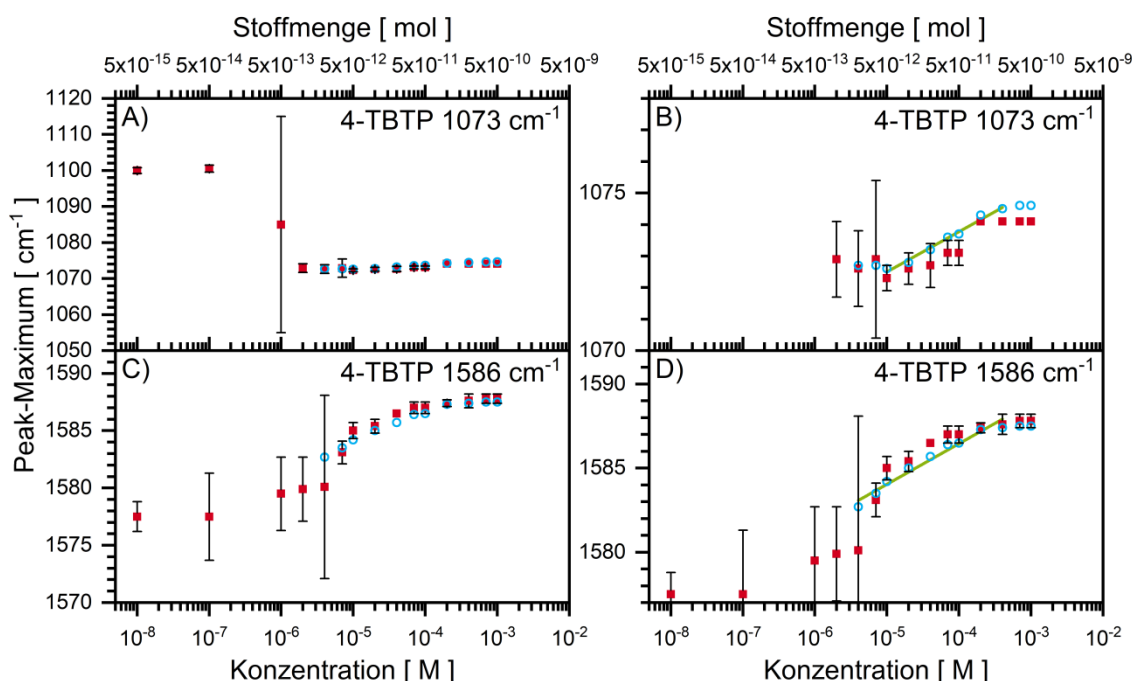 Stoffmenge [ mol ]
Stoffmenge [ mol ]
5x10⁻¹⁵ 5x10⁻¹⁴ 5x10⁻¹³ 5x10⁻¹² 5x10⁻¹¹ 5x10⁻¹⁰ 5x10⁻⁹
5x10⁻¹⁵ 5x10⁻¹⁴ 5x10⁻¹³ 5x10⁻¹² 5x10⁻¹¹ 5x10⁻¹⁰ 5x10⁻⁹
Peak-Maximum [ cm⁻¹ ]
A)
4-TBTP 1073 cm⁻¹
1120
1110
1100
1090
1080
1070
1060
1050
B)
4-TBTP 1073 cm⁻¹
1075
1070
C)
4-TBTP 1586 cm⁻¹
1590
1585
1580
1575
1570
D)
4-TBTP 1586 cm⁻¹
1590
1585
1580
10⁻⁸ 10⁻⁷ 10⁻⁶ 10⁻⁵ 10⁻⁴ 10⁻³ 10⁻²
10⁻⁸ 10⁻⁷ 10⁻⁶ 10⁻⁵ 10⁻⁴ 10⁻³ 10⁻²
Konzentration [ M ]
Konzentration [ M ]